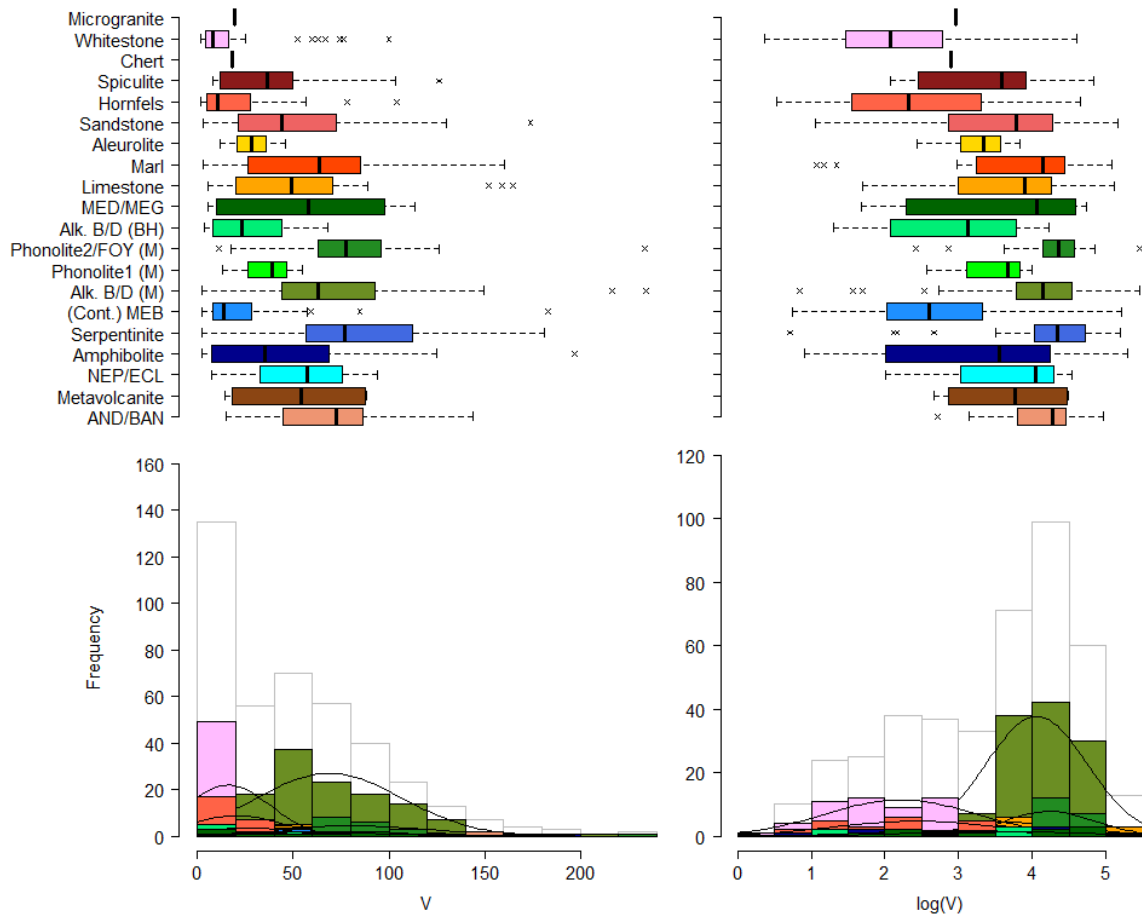 Microgranite
Whitestone
Chert
Spiculite
Hornfels
Sandstone
Aleurolite
Marl
Limestone
MED/MEG
Alk. B/D (BH)
Phonolite2/FOY (M)
Phonolite1 (M)
Alk. B/D (M)
(Cont.) MEB
Serpentinite
Amphibolite
NEP/ECL
Metavolcanite
AND/BAN
Frequency
160
140
120
100
80
60
40
20
0
0 50 100 150 200
V
120
100
80
60
40
20
0
0 1 2 3 4 5
log(V)